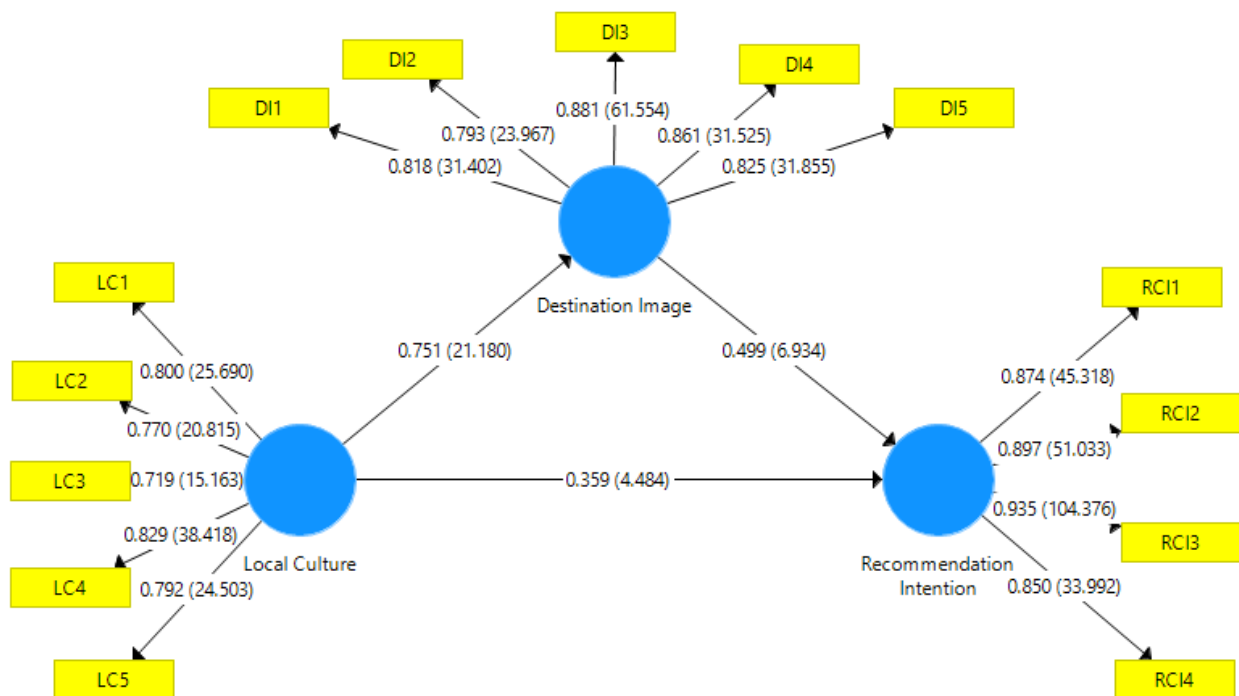 DI3
DI2
DI4
DI1
DI5
0.881 (61.554)
0.793 (23.967)
0.861 (31.525)
0.818 (31.402)
0.825 (31.855)
Destination Image
LC1
LC2
LC3
LC4
LC5
0.800 (25.690)
0.770 (20.815)
0.719 (15.163)
0.829 (38.418)
0.792 (24.503)
Local Culture
0.751 (21.180)
0.499 (6.934)
0.359 (4.484)
RCI1
RCI2
RCI3
RCI4
0.874 (45.318)
0.897 (51.033)
0.935 (104.376)
0.850 (33.992)
Recommendation
Intention